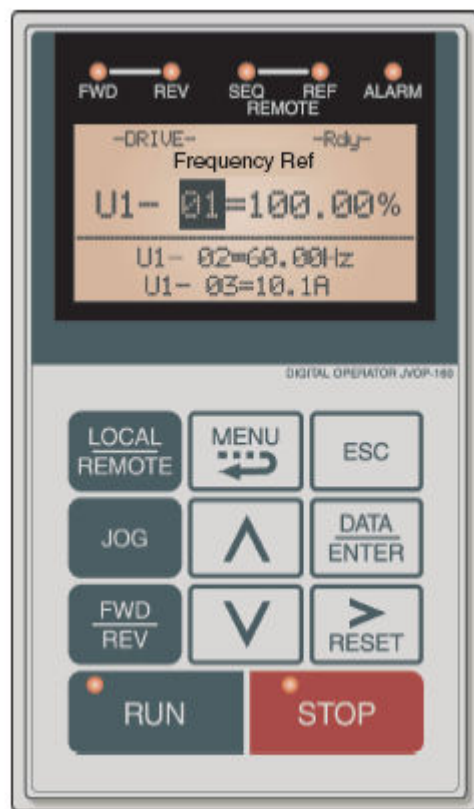 FWD REV SEQ REF ALARM
REMOTE
-DRIVE- -Rdy-
Frequency Ref
U1- 01=100.00%
U1- 02=60.00Hz
U1- 03=10.1A
DIGITAL OPERATOR JVOP-160
LOCAL
REMOTE
MENU
ESC
JOG
DATA
ENTER
FWD
REV
>
RESET
RUN
STOP